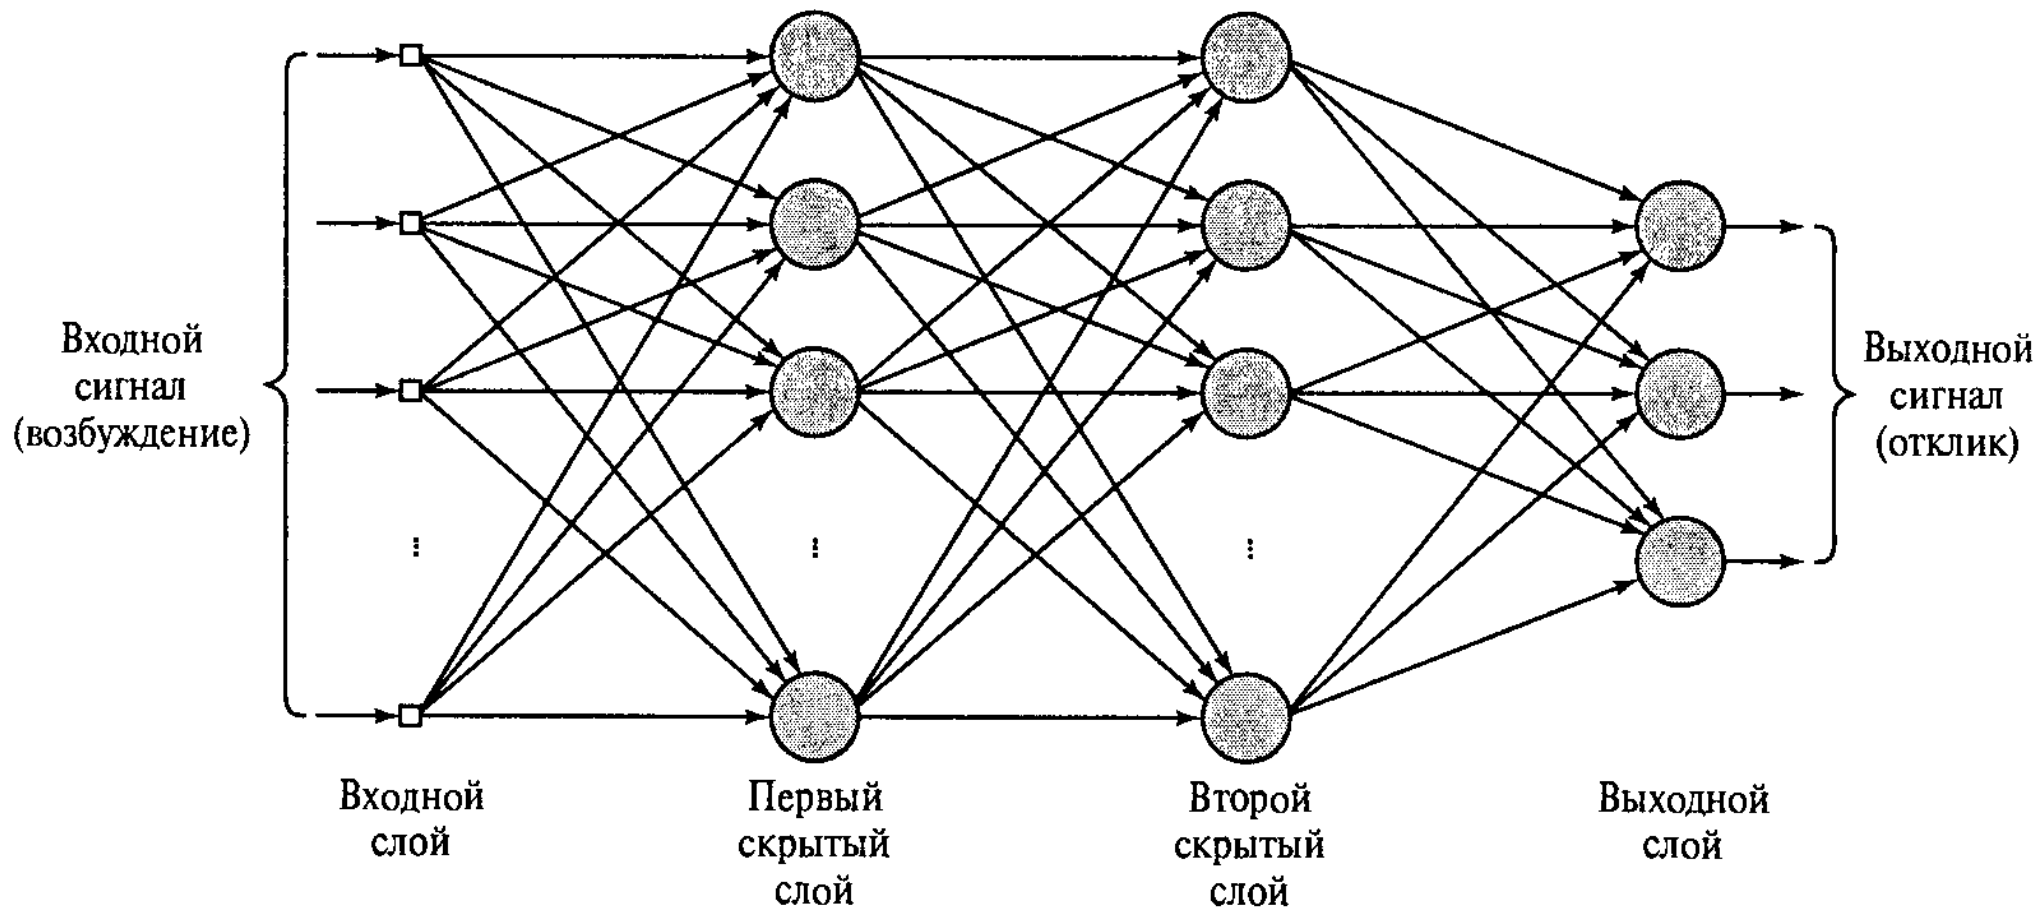 Входной
сигнал
(возбуждение)
Выходной
сигнал
(отклик)
Входной
слой
Первый
скрытый
слой
Второй
скрытый
слой
Выходной
слой